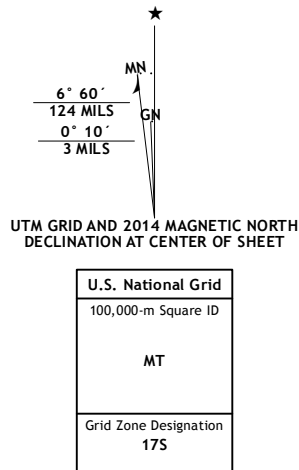 ★
MN
6° 60´
124 MILS
GN
0° 10´
3 MILS
UTM GRID AND 2014 MAGNETIC NORTH
DECLINATION AT CENTER OF SHEET
U.S. National Grid
100,000-m Square ID
MT
Grid Zone Designation
17S